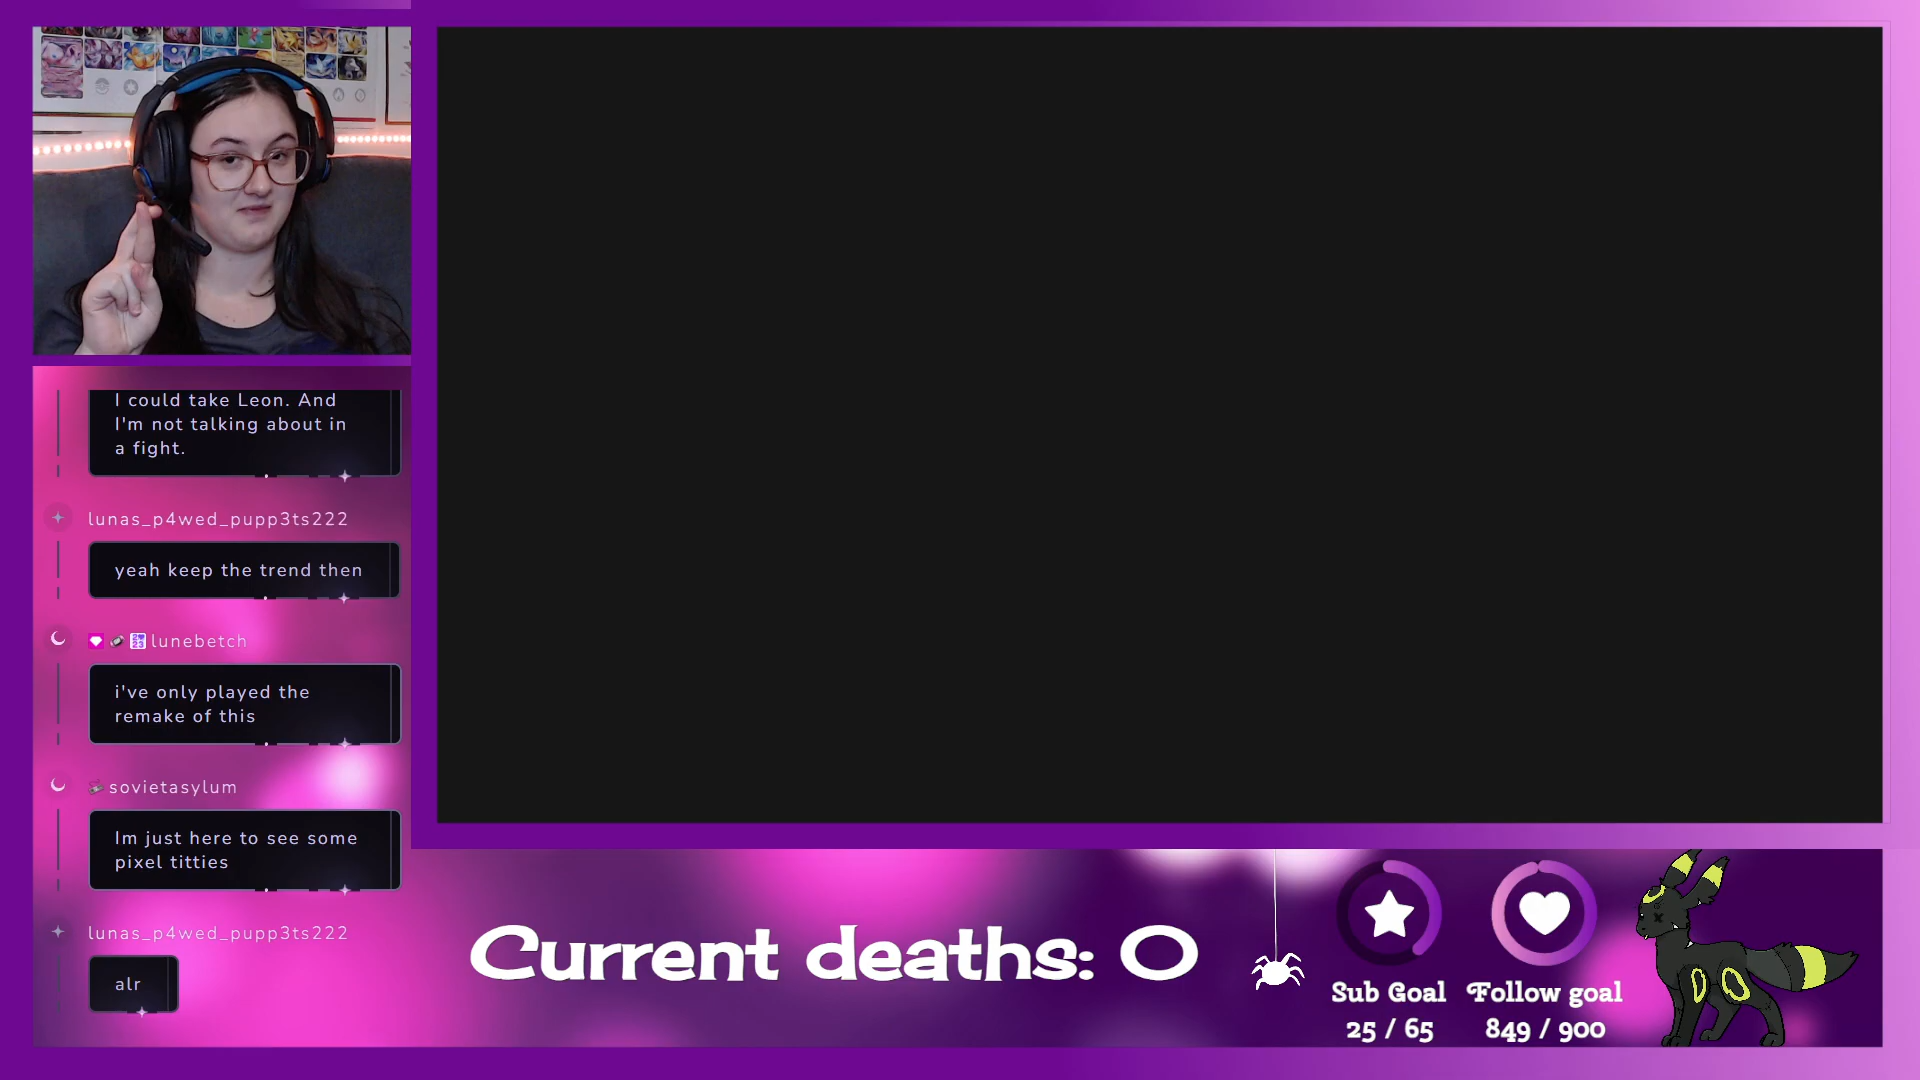 I could take Leon. And
I'm not talking about in
a fight.
lunas_p4wed_pupp3ts222
yeah keep the trend then
lunebetch
i've only played the
remake of this
sovietasylum
Im just here to see some
pixel titties
lunas_p4wed_pupp3ts222
alr
Current deaths: 0
Sub Goal
25 / 65
Follow goal
849 / 900